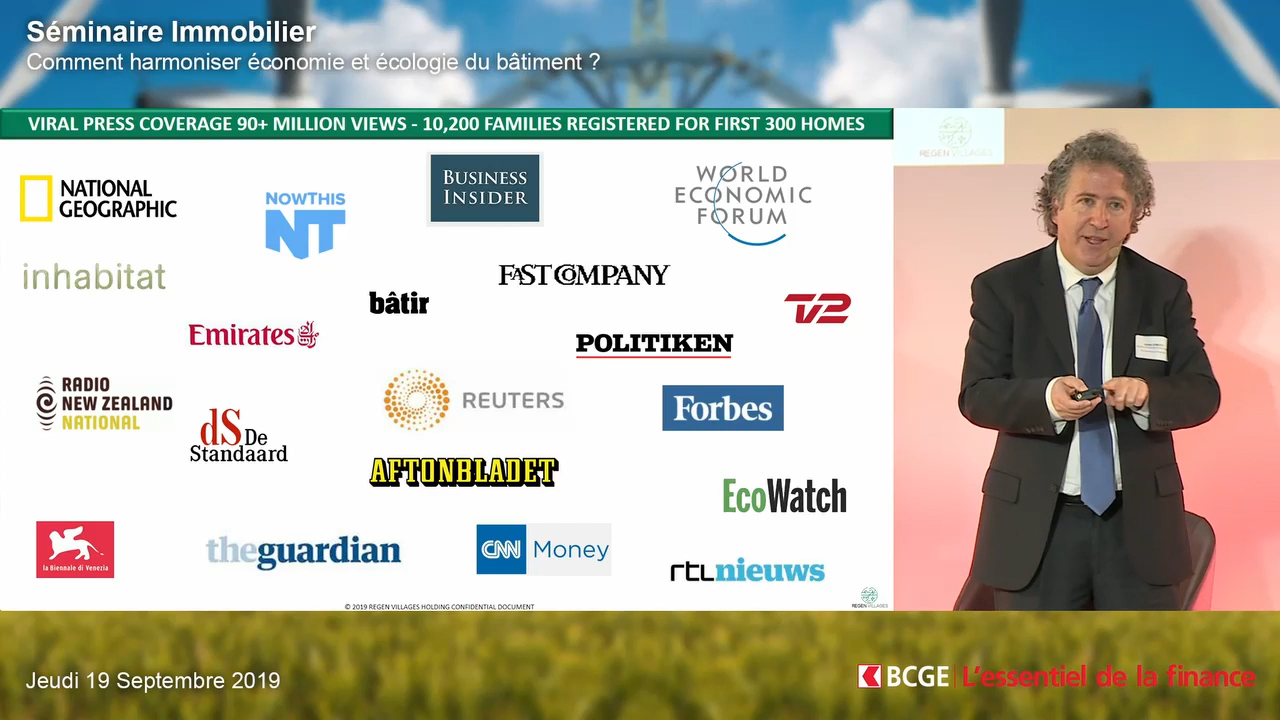 Séminaire Immobilier
Comment harmoniser économie et écologie du bâtiment ?
VIRAL PRESS COVERAGE 90+ MILLION VIEWS - 10,200 FAMILIES REGISTERED FOR FIRST 300 HOMES
REGEN VILLAGES
NATIONAL
GEOGRAPHIC
NOWTHIS
NT
BUSINESS
INSIDER
WORLD
ECONOMIC
FORUM
inhabitat
FAST COMPANY
bâtir
TV2
Emirates
POLITIKEN
RADIO
NEW ZEALAND
NATIONAL
dS De
Standaard
REUTERS
Forbes
AFTONBLADET
EcoWatch
la Biennale di Venezia
theguardian
CNN Money
rtlnieuws
© 2019 REGEN VILLAGES HOLDING CONFIDENTIAL DOCUMENT
REGEN VILLAGES
Jeudi 19 Septembre 2019
BCGE L'essentiel de la finance